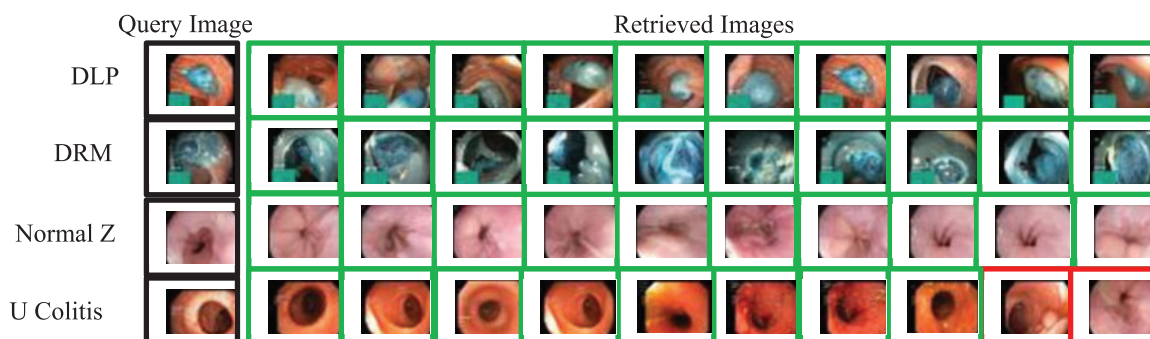 Query Image Retrieved Images
DLP
DRM
Normal Z
U Colitis